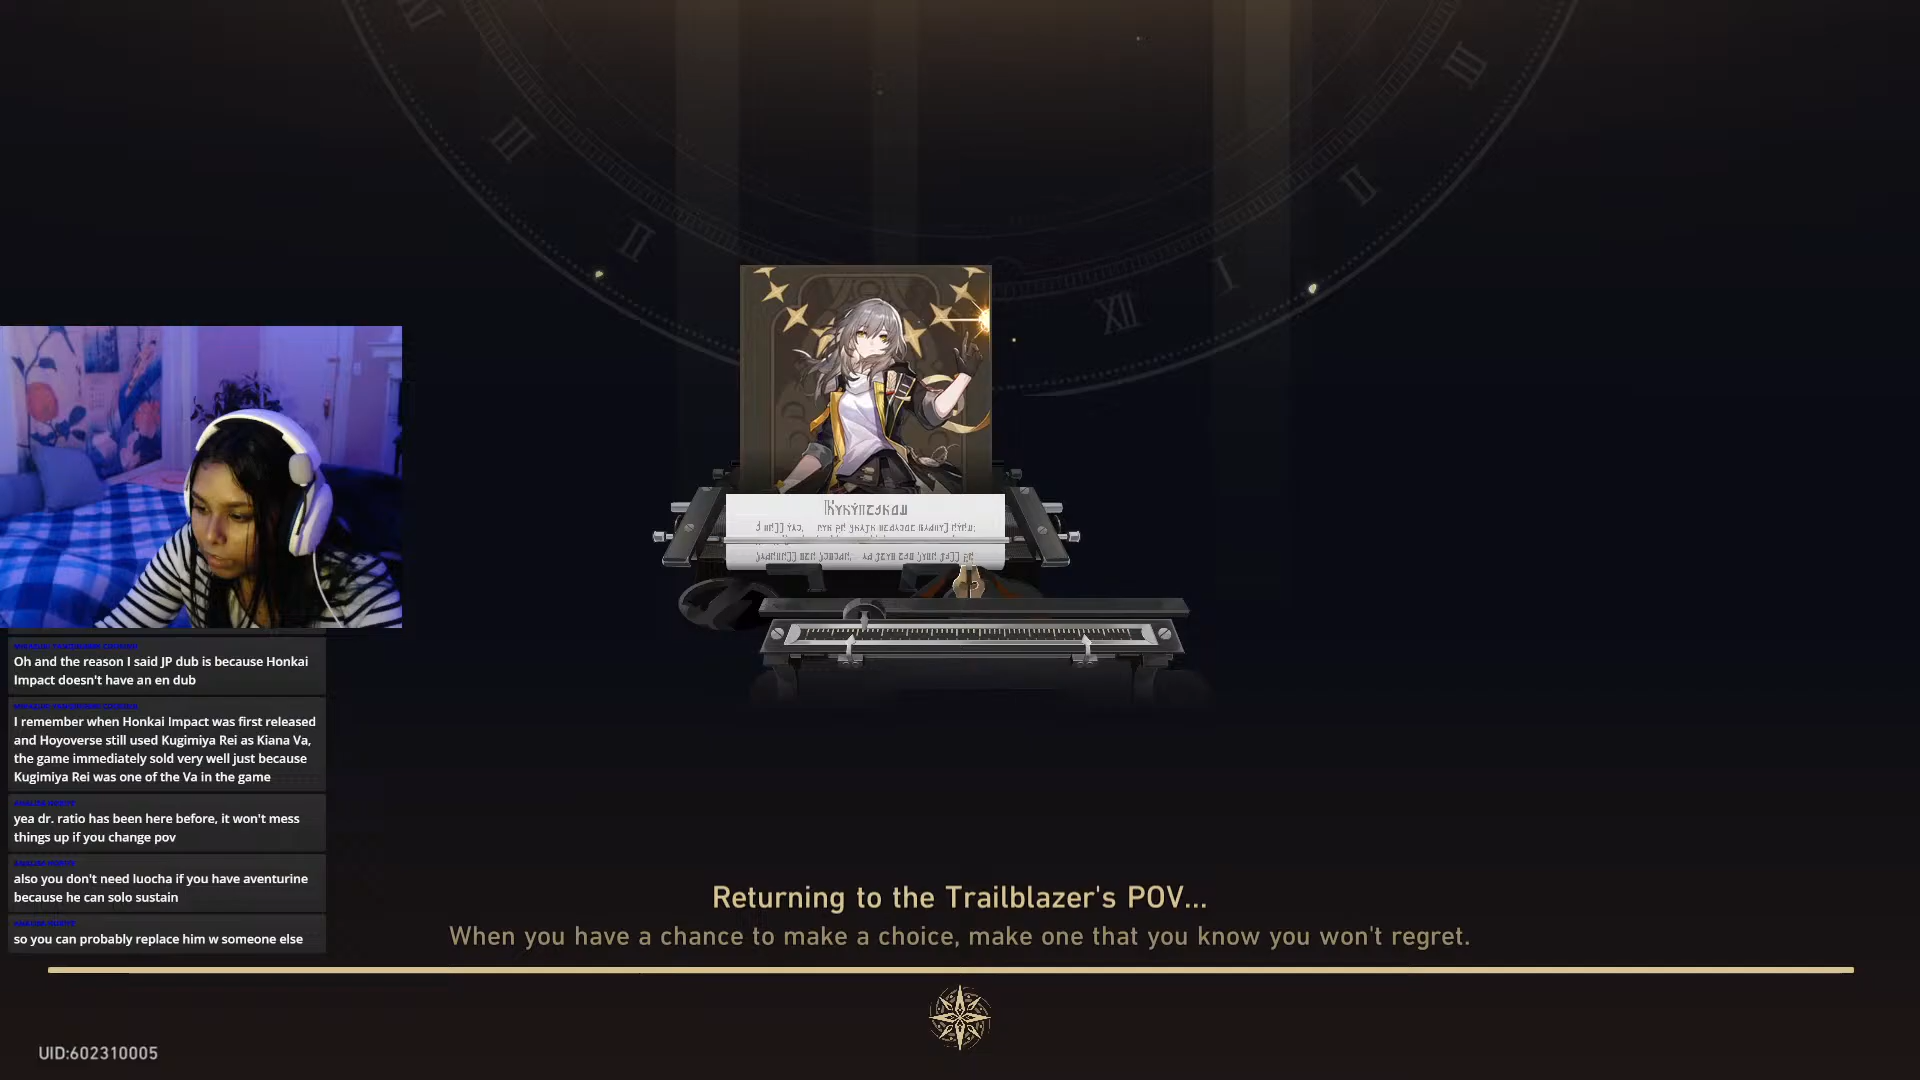 III
II
II
I
XII
Oh and the reason I said JP dub is because Honkai
Impact doesn't have an en dub
I remember when Honkai Impact was first released
and Hoyoverse still used Kugimiya Rei as Kiana Va,
the game immediately sold very well just because
Kugimiya Rei was one of the Va in the game
yea dr. ratio has been here before, it won't mess
things up if you change pov
also you don't need luocha if you have aventurine
because he can solo sustain
so you can probably replace him w someone else
Returning to the Trailblazer's POV...
When you have a chance to make a choice, make one that you know you won't regret.
UID:602310005